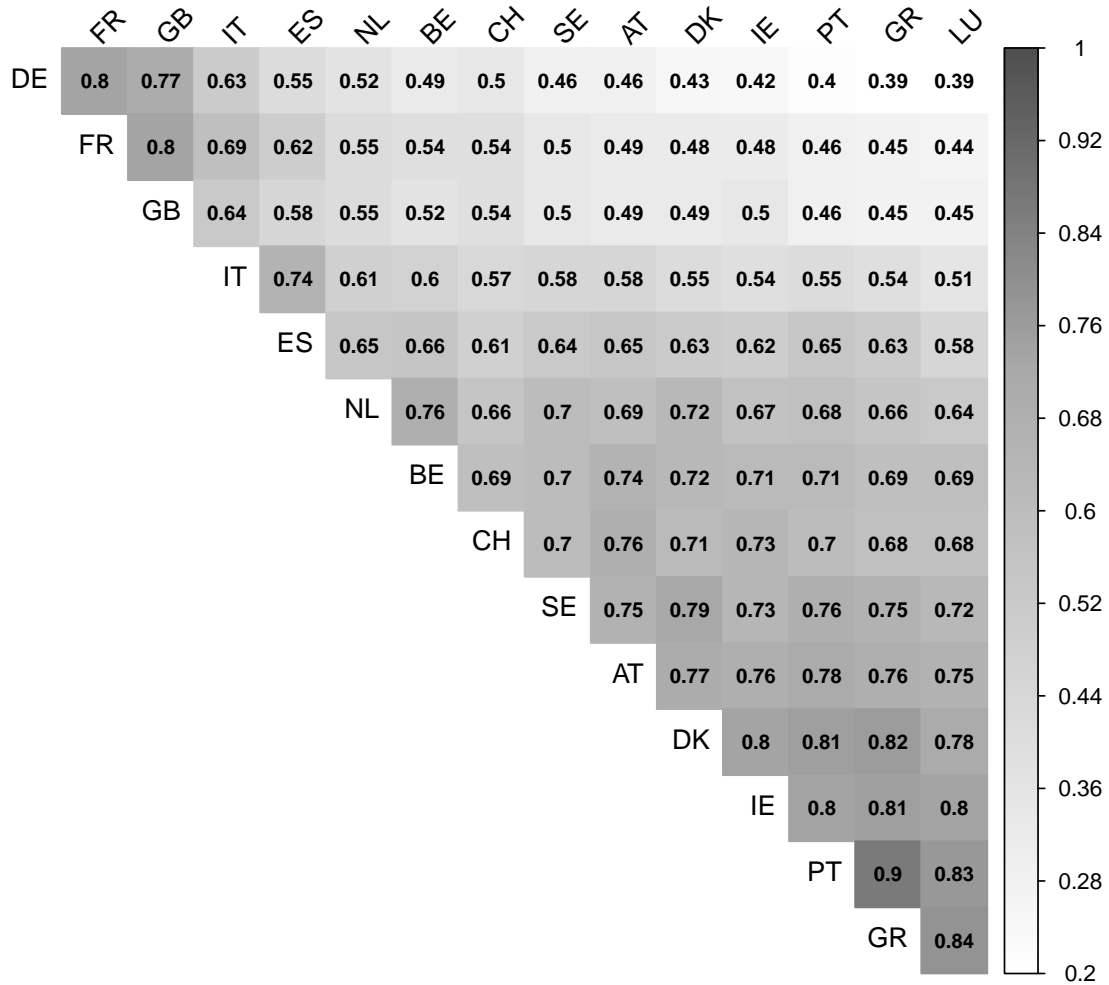 FR GB IT ES NL BE CH SE AT DK IE PT GR LU
DE 0.8 0.77 0.63 0.55 0.52 0.49 0.5 0.46 0.46 0.43 0.42 0.4 0.39 0.39
FR 0.8 0.69 0.62 0.55 0.54 0.54 0.5 0.49 0.48 0.48 0.46 0.45 0.44
GB 0.64 0.58 0.55 0.52 0.54 0.5 0.49 0.49 0.5 0.46 0.45 0.45
IT 0.74 0.61 0.6 0.57 0.58 0.58 0.55 0.54 0.55 0.54 0.51
ES 0.65 0.66 0.61 0.64 0.65 0.63 0.62 0.65 0.63 0.58
NL 0.76 0.66 0.7 0.69 0.72 0.67 0.68 0.66 0.64
BE 0.69 0.7 0.74 0.72 0.71 0.71 0.69 0.69
CH 0.7 0.76 0.71 0.73 0.7 0.68 0.68
SE 0.75 0.79 0.73 0.76 0.75 0.72
AT 0.77 0.76 0.78 0.76 0.75
DK 0.8 0.81 0.82 0.78
IE 0.8 0.81 0.8
PT 0.9 0.83
GR 0.84
1
0.92
0.84
0.76
0.68
0.6
0.52
0.44
0.36
0.28
0.2